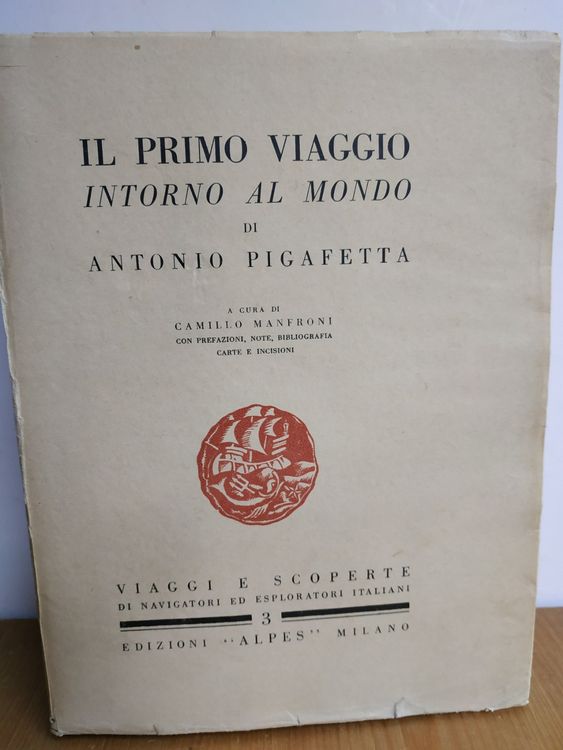 IL PRIMO VIAGGIO
INTORNO AL MONDO
DI
ANTONIO PIGAFETTA
A CURA DI
CAMILLO MANFRONI
CON PREFAZIONI, NOTE, BIBLIOGRAFIA
CARTE E INCISIONI
VIAGGI E SCOPERTE
DI NAVIGATORI ED ESPLORATORI ITALIANI
3
EDIZIONI "ALPES" MILANO